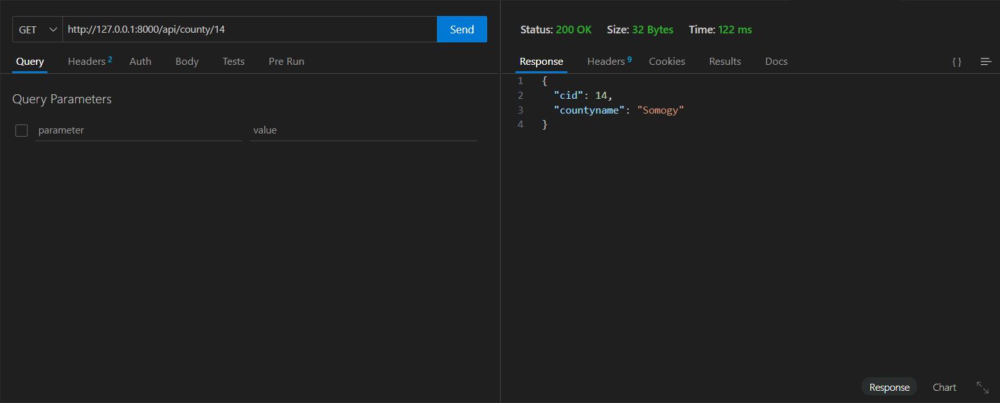 GET http://127.0.0.1:8000/api/county/14 Send
Query Headers 2 Auth Body Tests Pre Run
Query Parameters
parameter value
Status: 200 OK Size: 32 Bytes Time: 122 ms
Response Headers 9 Cookies Results Docs { }
1 {
2 "cid": 14,
3 "countyname": "Somogy"
4 }
Response Chart